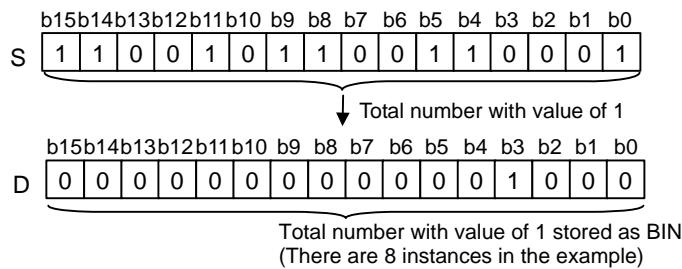 b15 b14 b13 b12 b11 b10 b9 b8 b7 b6 b5 b4 b3 b2 b1 b0
S 1 1 0 0 1 0 1 1 0 0 1 1 0 0 0 1
Total number with value of 1
b15 b14 b13 b12 b11 b10 b9 b8 b7 b6 b5 b4 b3 b2 b1 b0
D 0 0 0 0 0 0 0 0 0 0 0 0 1 0 0 0
Total number with value of 1 stored as BIN
(There are 8 instances in the example)